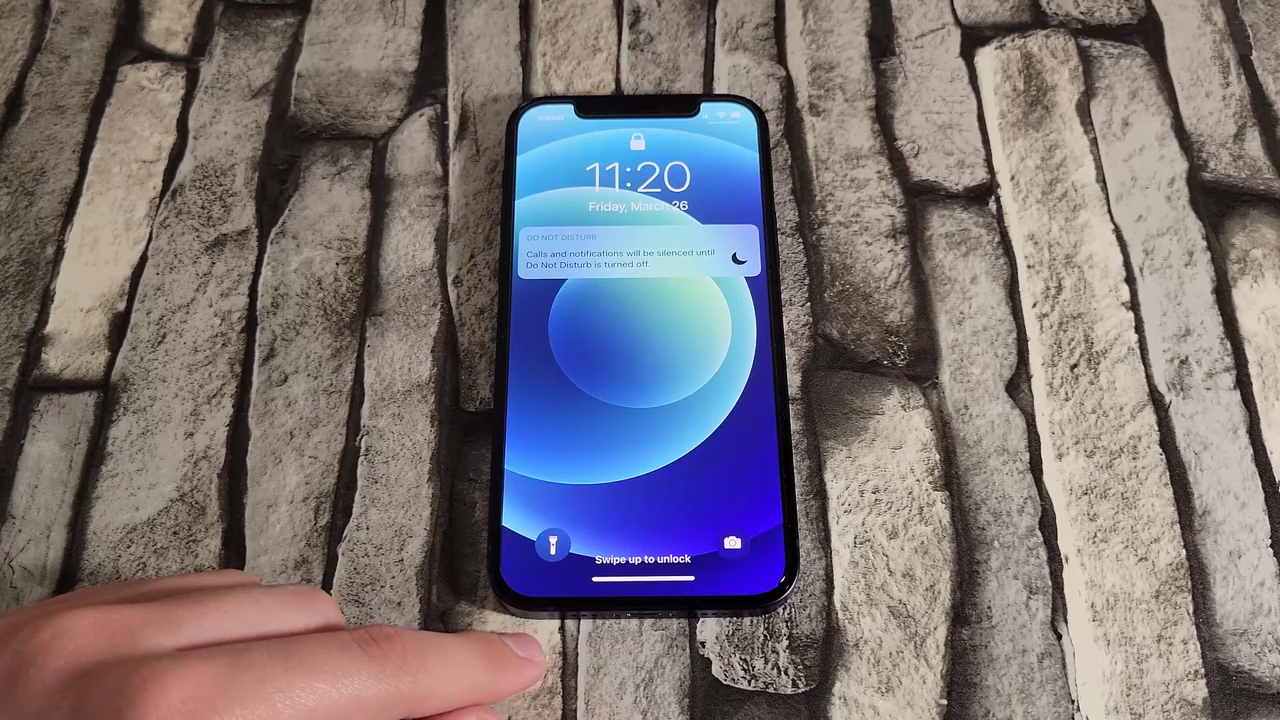 11:20
Friday, March 26
DO NOT DISTURB
Calls and notifications will be silenced until
Do Not Disturb is turned off.
Swipe up to unlock